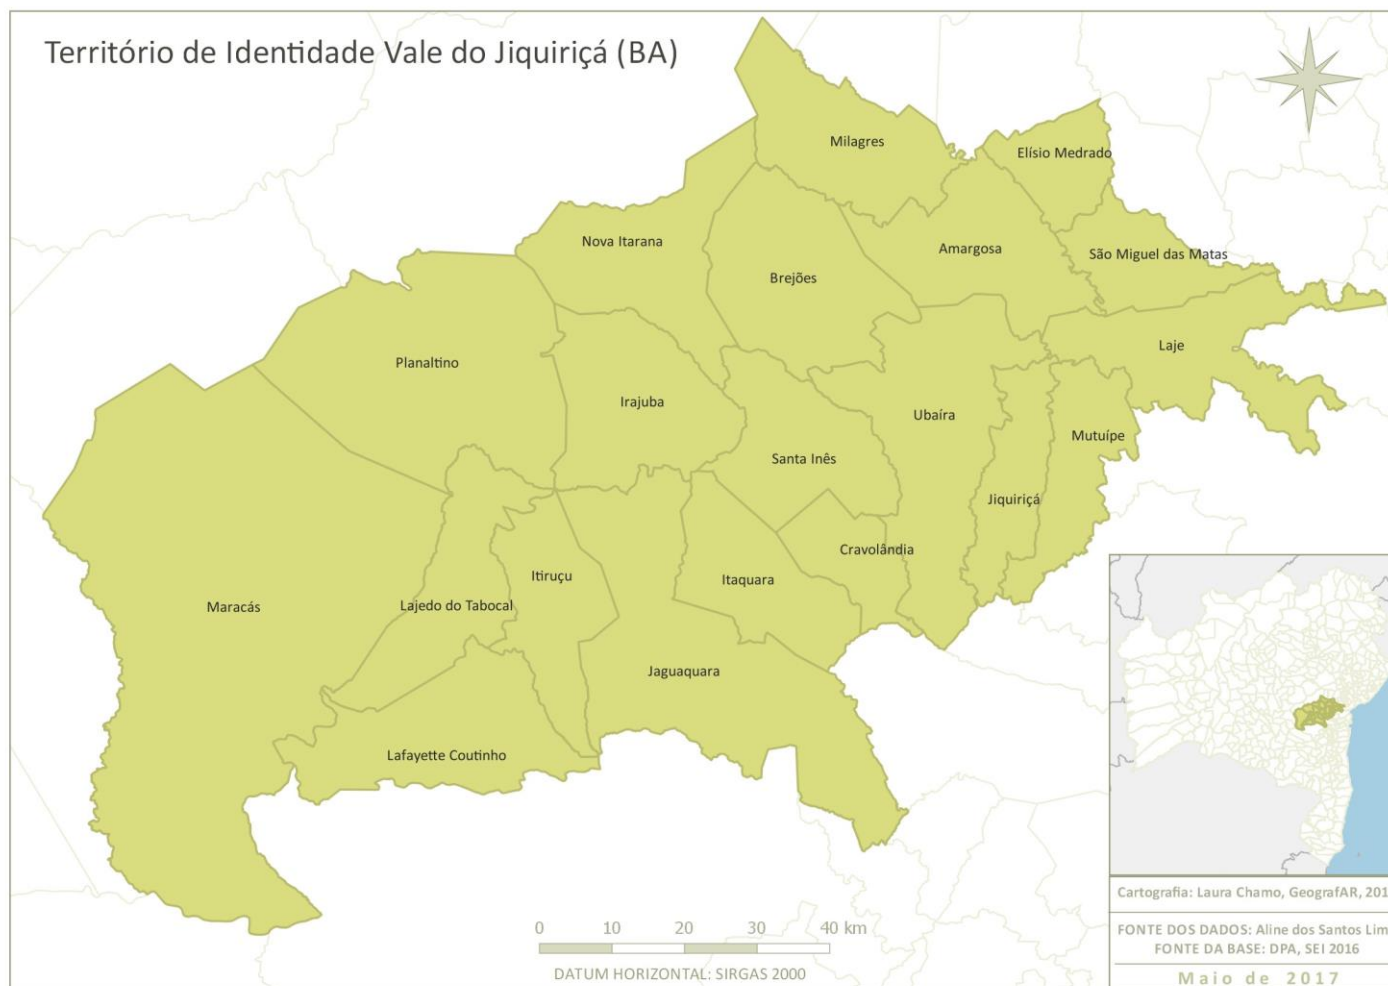 Território de Identidade Vale do Jiquiriçá (BA)
Milagres
Elísio Medrado
Nova Itarana
Amargosa
São Miguel das Matas
Brejões
Laje
Planaltino
Irajuba
Ubaíra
Mutuípe
Santa Inês
Jiquiriçá
Cravolândia
Itiruçu
Itaquara
Maracás
Lajedo do Tabocal
Jaguaquara
Lafayette Coutinho
0 10 20 30 40 km
DATUM HORIZONTAL: SIRGAS 2000
Cartografia: Laura Chamo, GeografAR, 201
FONTE DOS DADOS: Aline dos Santos Lim
FONTE DA BASE: DPA, SEI 2016
Maio de 2017